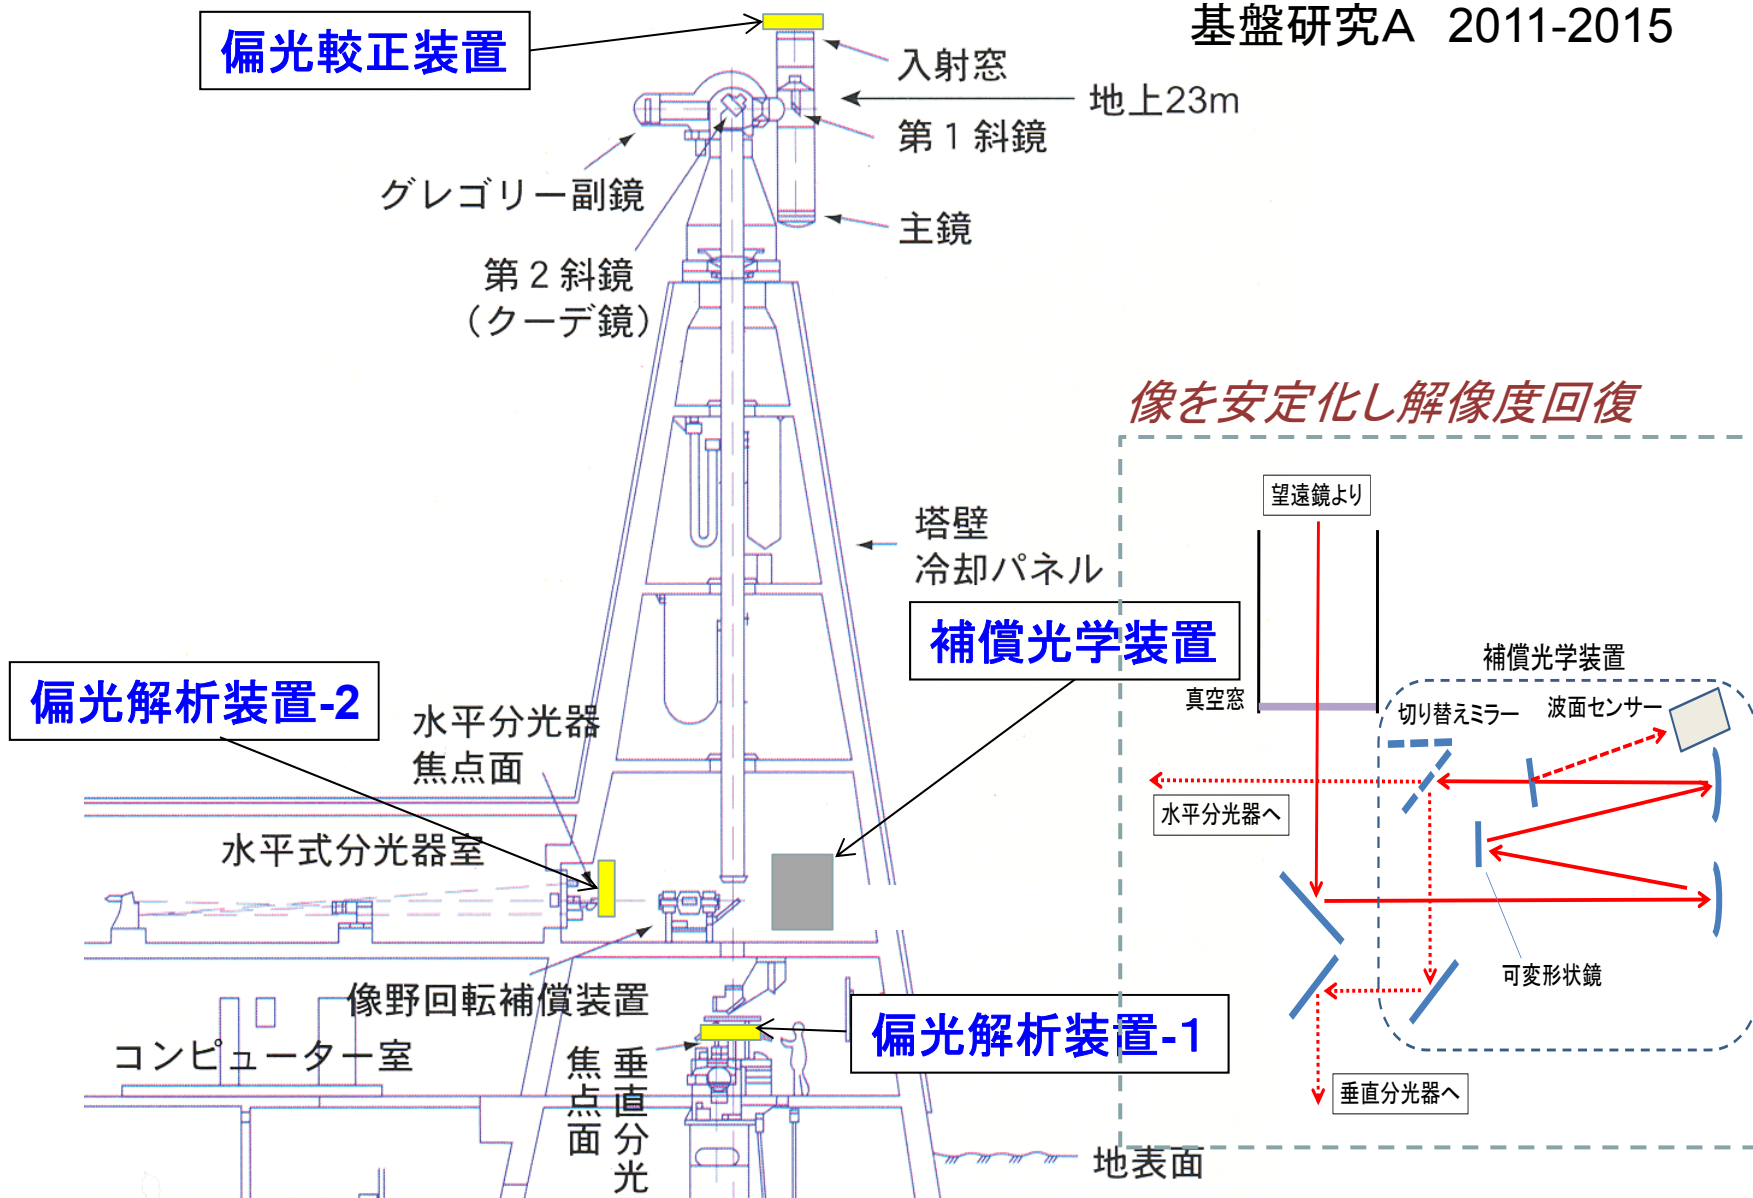 基盤研究A 2011-2015
偏光較正装置
入射窓
地上23m
第1斜鏡
グレゴリー副鏡
主鏡
第2斜鏡
（クーデ鏡）
像を安定化し解像度回復
望遠鏡より
塔壁
冷却パネル
補償光学装置
補償光学装置
真空窓
切り替えミラー
波面センサー
偏光解析装置-2
水平分光器
焦点面
水平分光器へ
水平式分光器室
可変形状鏡
像野回転補償装置
偏光解析装置-1
コンピューター室
垂直分光
焦点面
垂直分光器へ
地表面